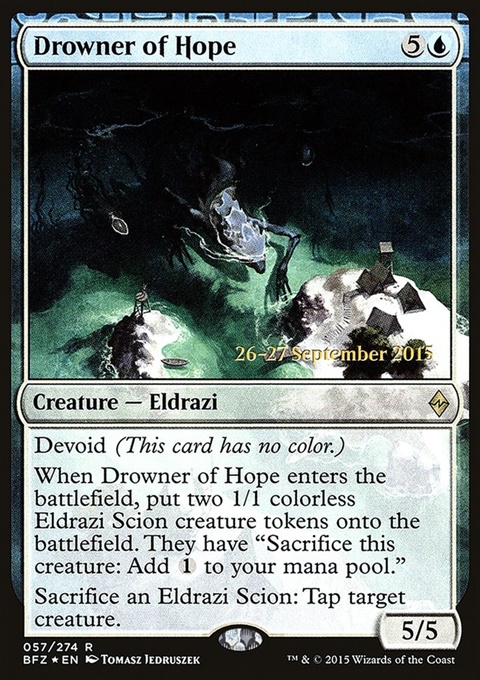 Drowner of Hope 5
26–27 September 2015
Creature — Eldrazi
Devoid (This card has no color.)
When Drowner of Hope enters the
battlefield, put two 1/1 colorless
Eldrazi Scion creature tokens onto the
battlefield. They have “Sacrifice this
creature: Add 1 to your mana pool.”
Sacrifice an Eldrazi Scion: Tap target
creature.
5/5
057/274 R
BFZ ★ EN Tomasz Jedruszek
™ & © 2015 Wizards of the Coast